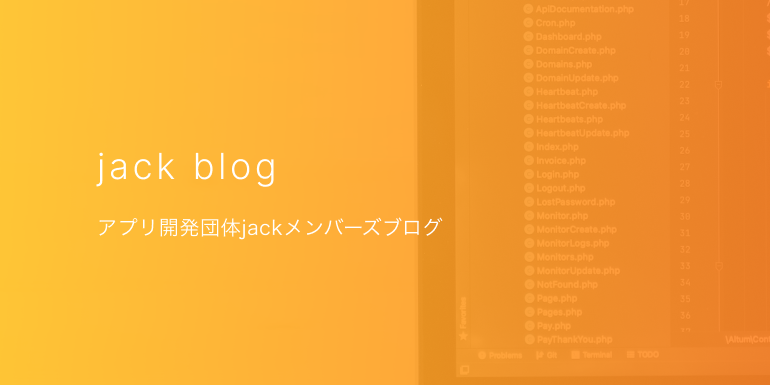 jack blog
アプリ開発団体jackメンバーズブログ
ApiDocumentation.php
Cron.php
Dashboard.php
DomainCreate.php
Domains.php
DomainUpdate.php
Heartbeat.php
HeartbeatCreate.php
Heartbeats.php
HeartbeatUpdate.php
Index.php
Invoice.php
Login.php
Logout.php
LostPassword.php
Monitor.php
MonitorCreate.php
MonitorLogs.php
Monitors.php
MonitorUpdate.php
NotFound.php
Page.php
Pages.php
Pay.php
PayThankYou.php
17
18
19
20
21
22
23
24
25
26
27
28
29
30
31
32
33
34
35
36
37
Favorites
Problems
Git
Terminal
TODO